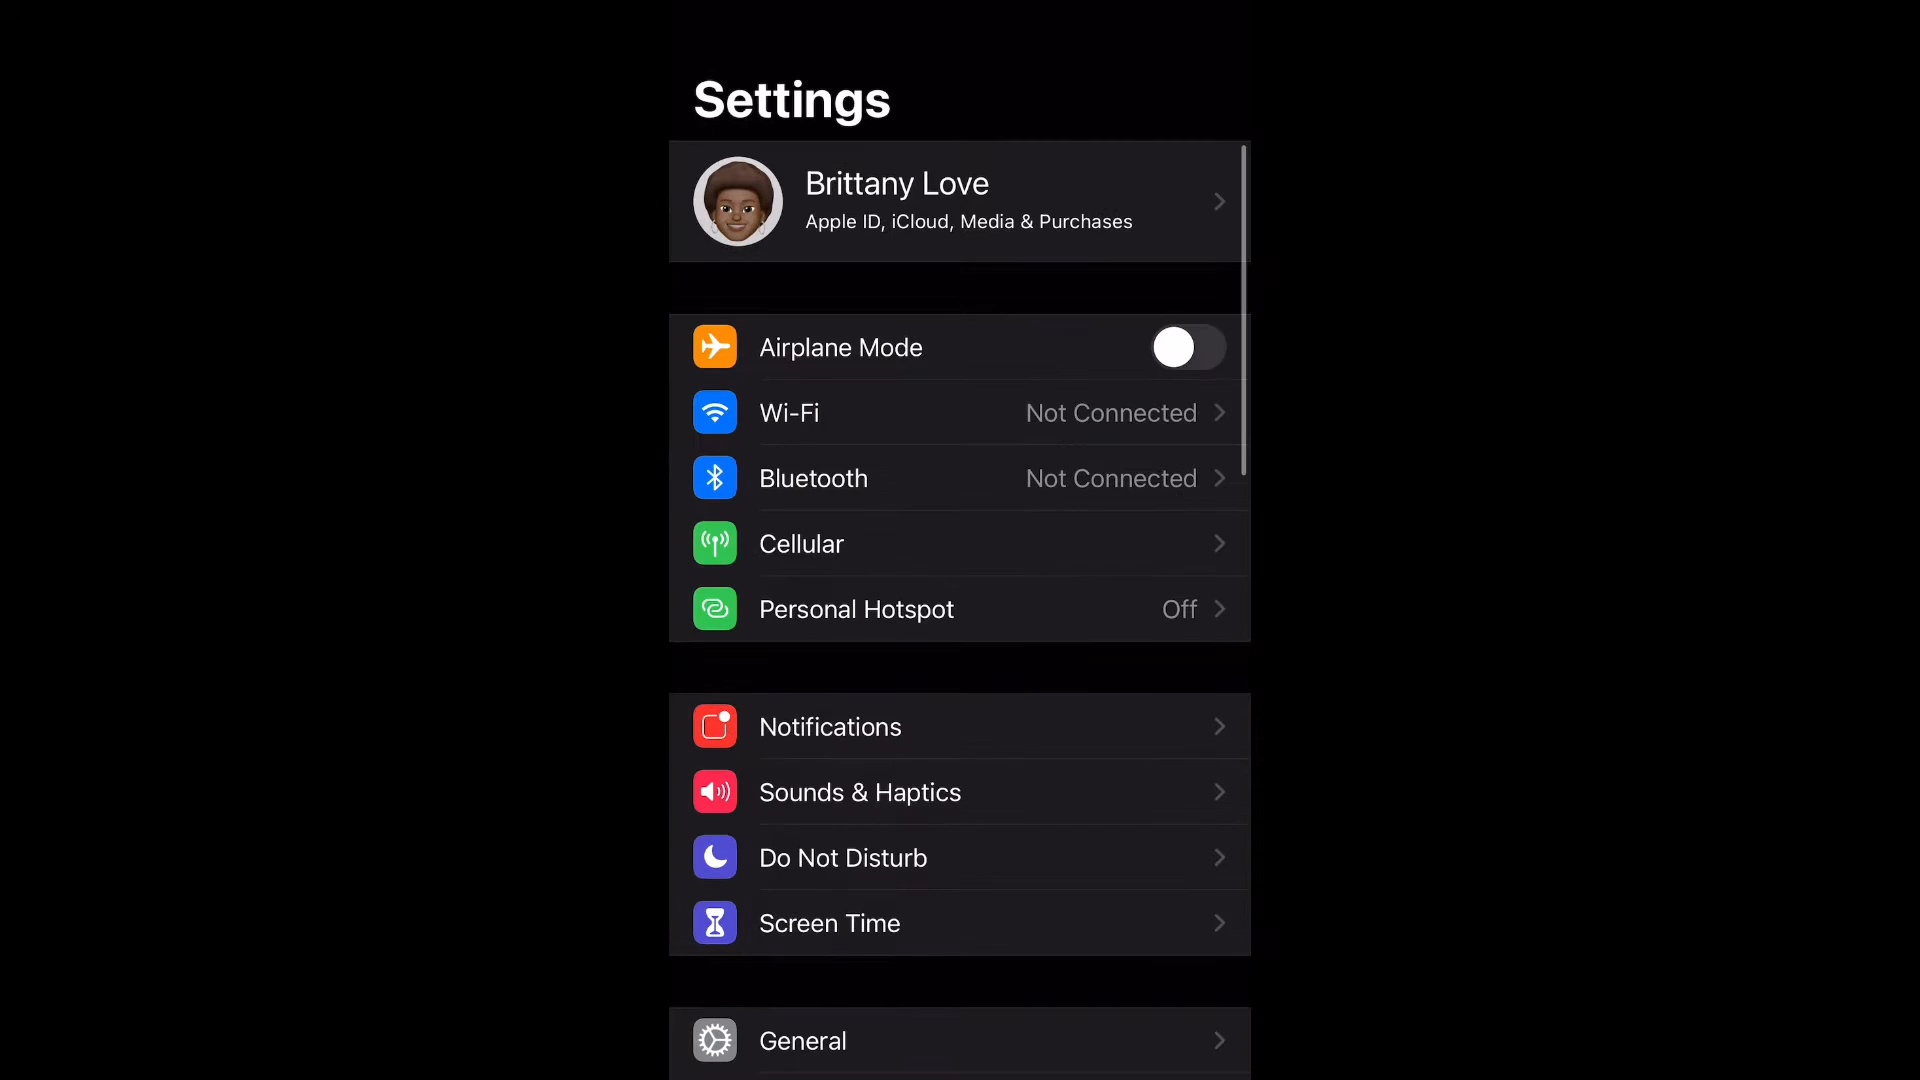 Settings
Brittany Love
Apple ID, iCloud, Media & Purchases
Airplane Mode
Wi-Fi Not Connected
Bluetooth Not Connected
Cellular
Personal Hotspot Off
Notifications
Sounds & Haptics
Do Not Disturb
Screen Time
General